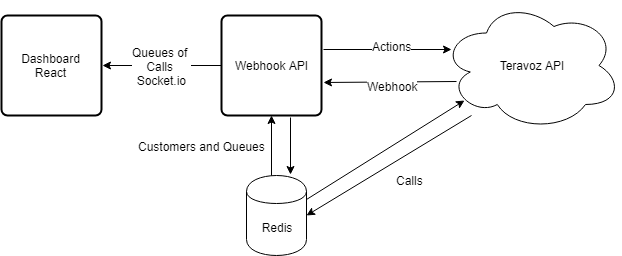 Dashboard
React
Queues of
Calls
Socket.io
Webhook API
Actions
Webhook
Teravoz API
Customers and Queues
Calls
Redis